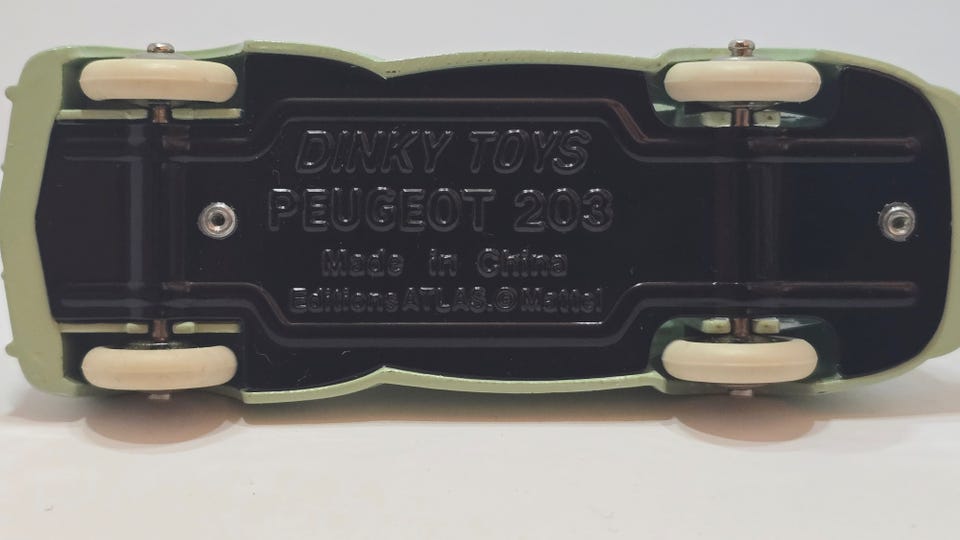 DINKY TOYS
PEUGEOT 203
Made in China
Editions ATLAS.©Mattel